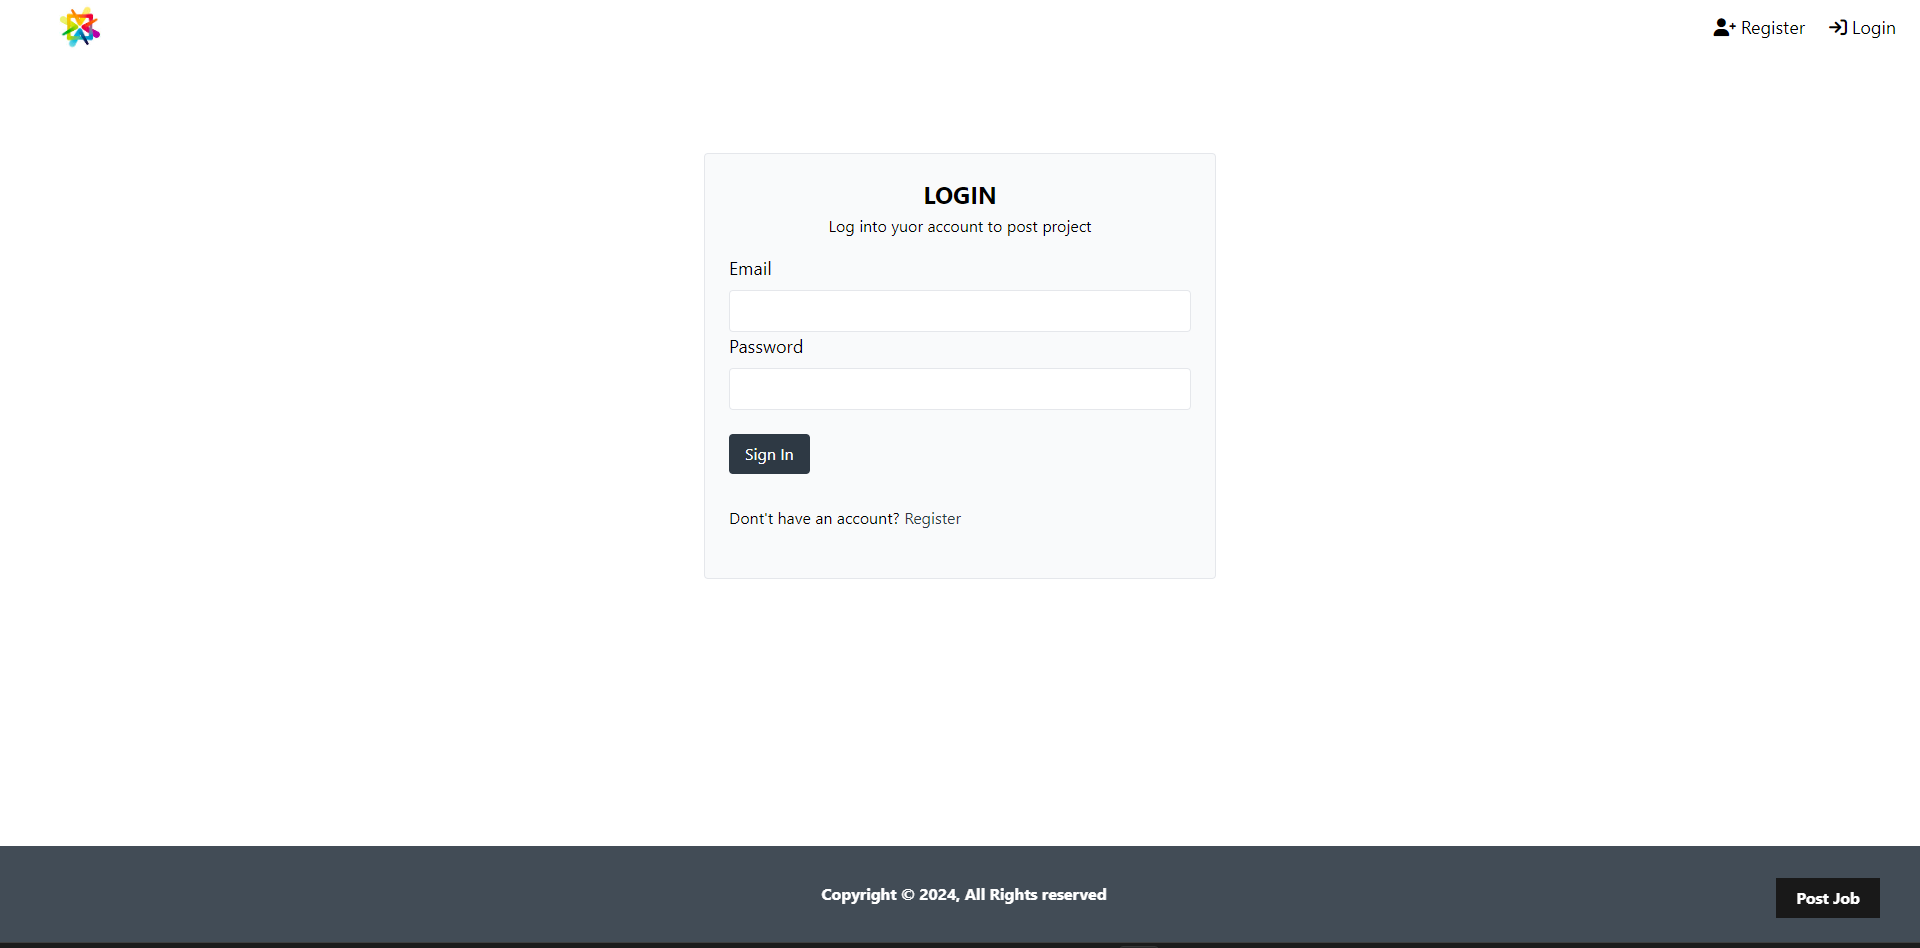 Register
Login
LOGIN
Log into yuor account to post project
Email
Password
Sign In
Dont't have an account? Register
Copyright © 2024, All Rights reserved
Post Job